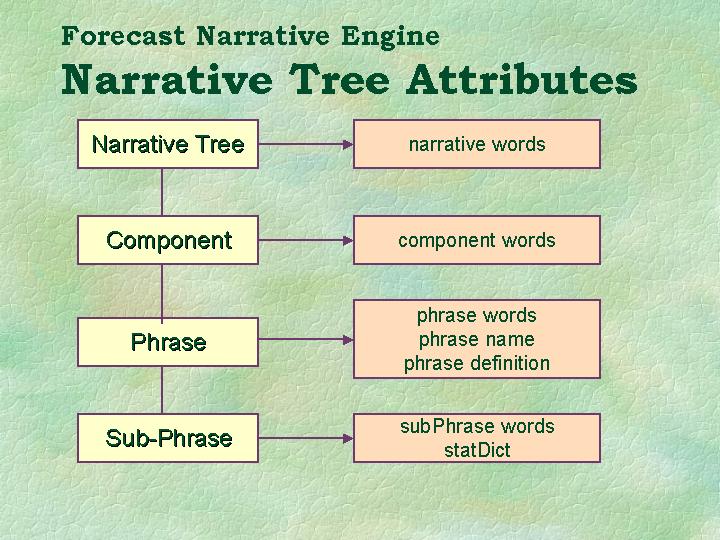 Forecast Narrative Engine
Narrative Tree Attributes
Narrative Tree
narrative words
Component
component words
Phrase
phrase words
phrase name
phrase definition
Sub-Phrase
subPhrase words
statDict